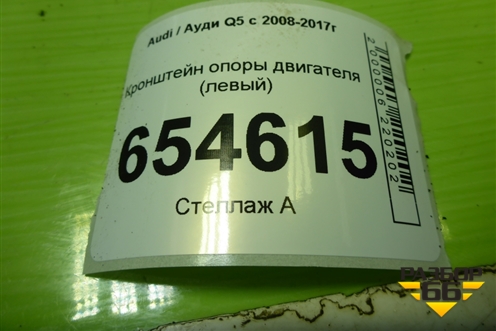 Audi / Ауди Q5 с 2008-2017г
Кронштейн опоры двигателя
(левый)
654615
Стеллаж А
2000006220202
РАЗБОР
66